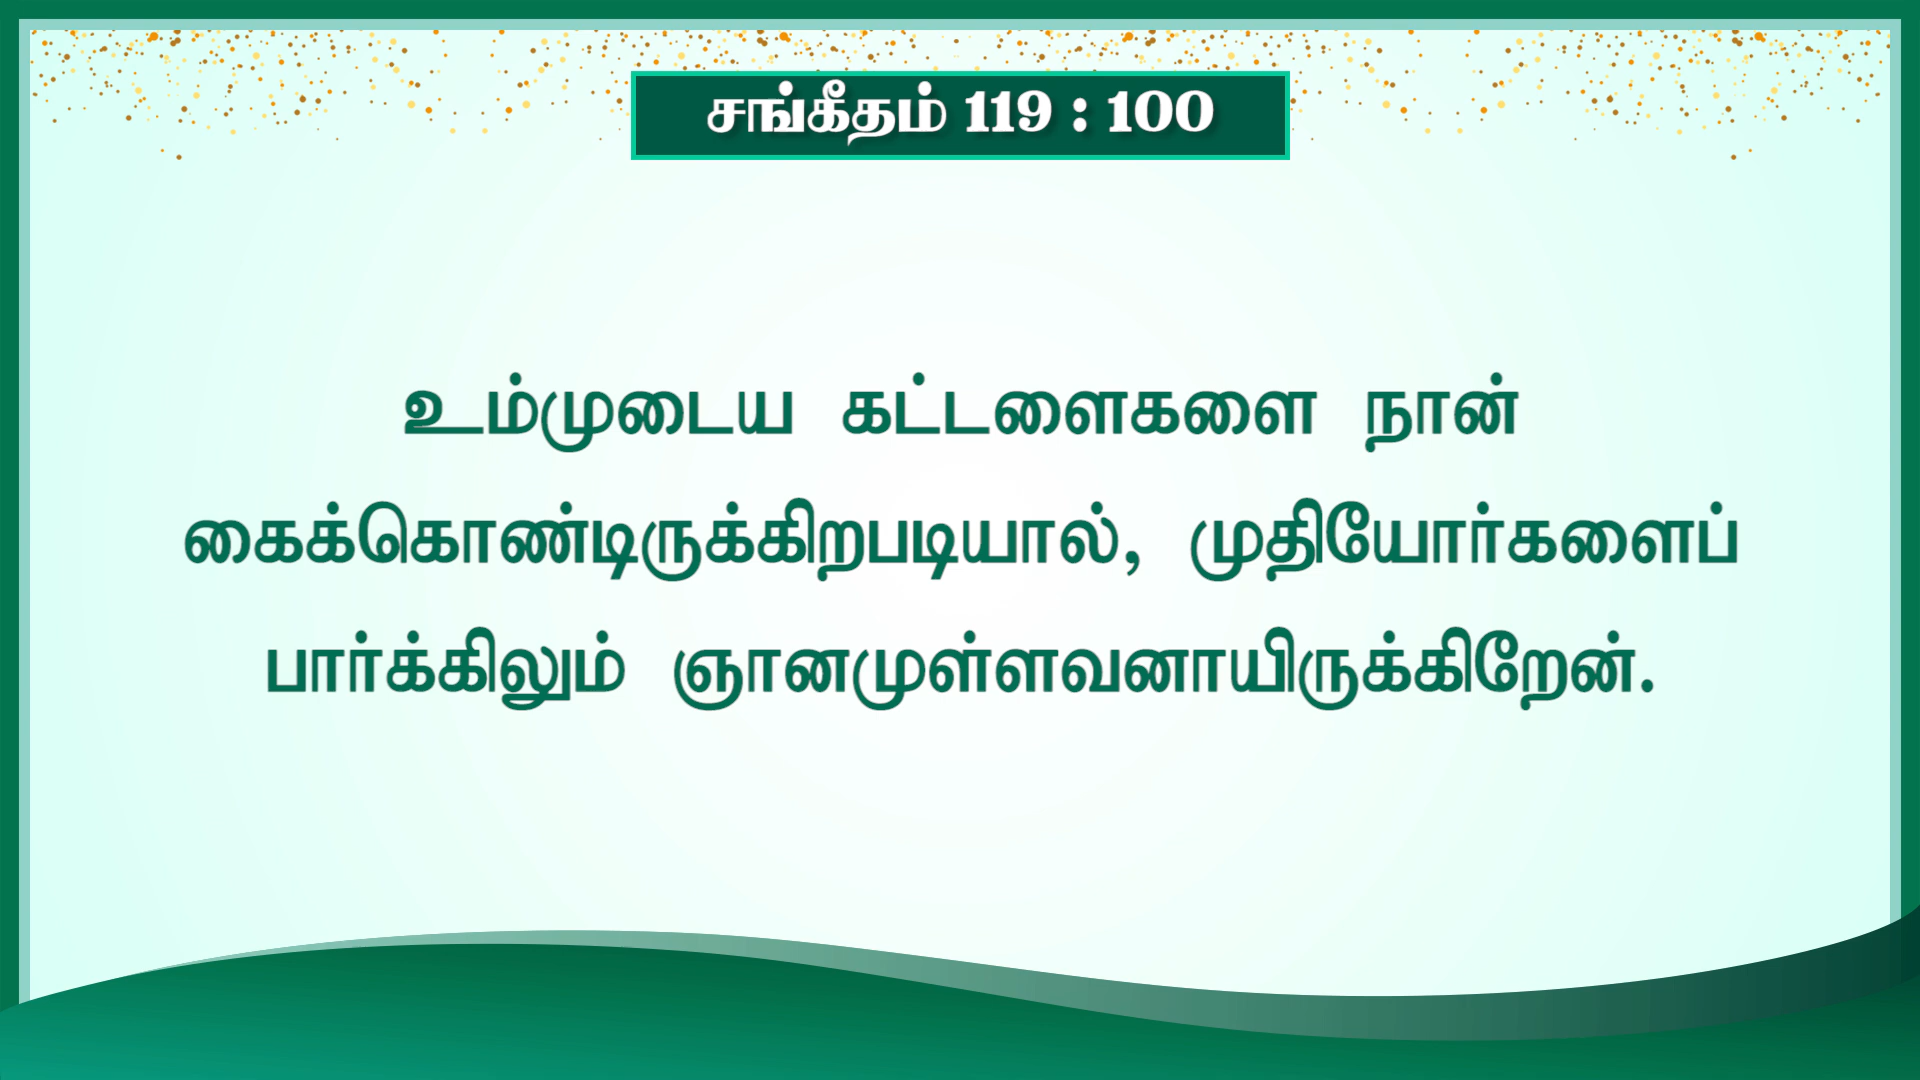 சங்கீதம் 119 : 100
உம்முடைய கட்டளைகளை நான்
கைக்கொண்டிருக்கிறபடியால், முதியோர்களைப்
பார்க்கிலும் ஞானமுள்ளவனாயிருக்கிறேன்.